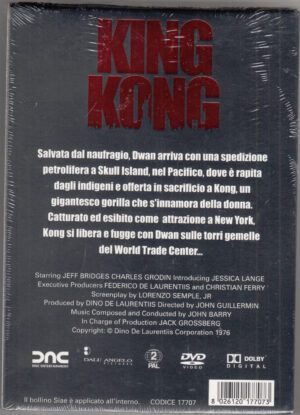 KING
KONG
Salvata dal naufragio, Dwan arriva con una spedizione
petrolifera a Skull Island, nel Pacifico, dove è rapita
dagli indigeni e offerta in sacrificio a Kong, un
gigantesco gorilla che s'innamora della donna.
Catturato ed esibito come attrazione a New York,
Kong si libera e fugge con Dwan sulle torri gemelle
del World Trade Center...
Starring JEFF BRIDGES CHARLES GRODIN Introducing JESSICA LANGE
Executive Producers FEDERICO DE LAURENTIIS and CHRISTIAN FERRY
Screenplay by LORENZO SEMPLE, JR
Produced by DINO DE LAURENTIIS Directed by JOHN GUILLERMIN
Music Composed and Conducted by JOHN BARRY
In Charge of Production JACK GROSSBERG
Copyright: © Dino De Laurentiis Corporation 1976
DNC
DNC ENTERTAINMENT
DALL'ANGELO
PICTURES
2
PAL
DVD
VIDEO
DOLBY
DIGITAL
Il bollino Siae è applicato all'interno.
CODICE 17707
8 026120 177073